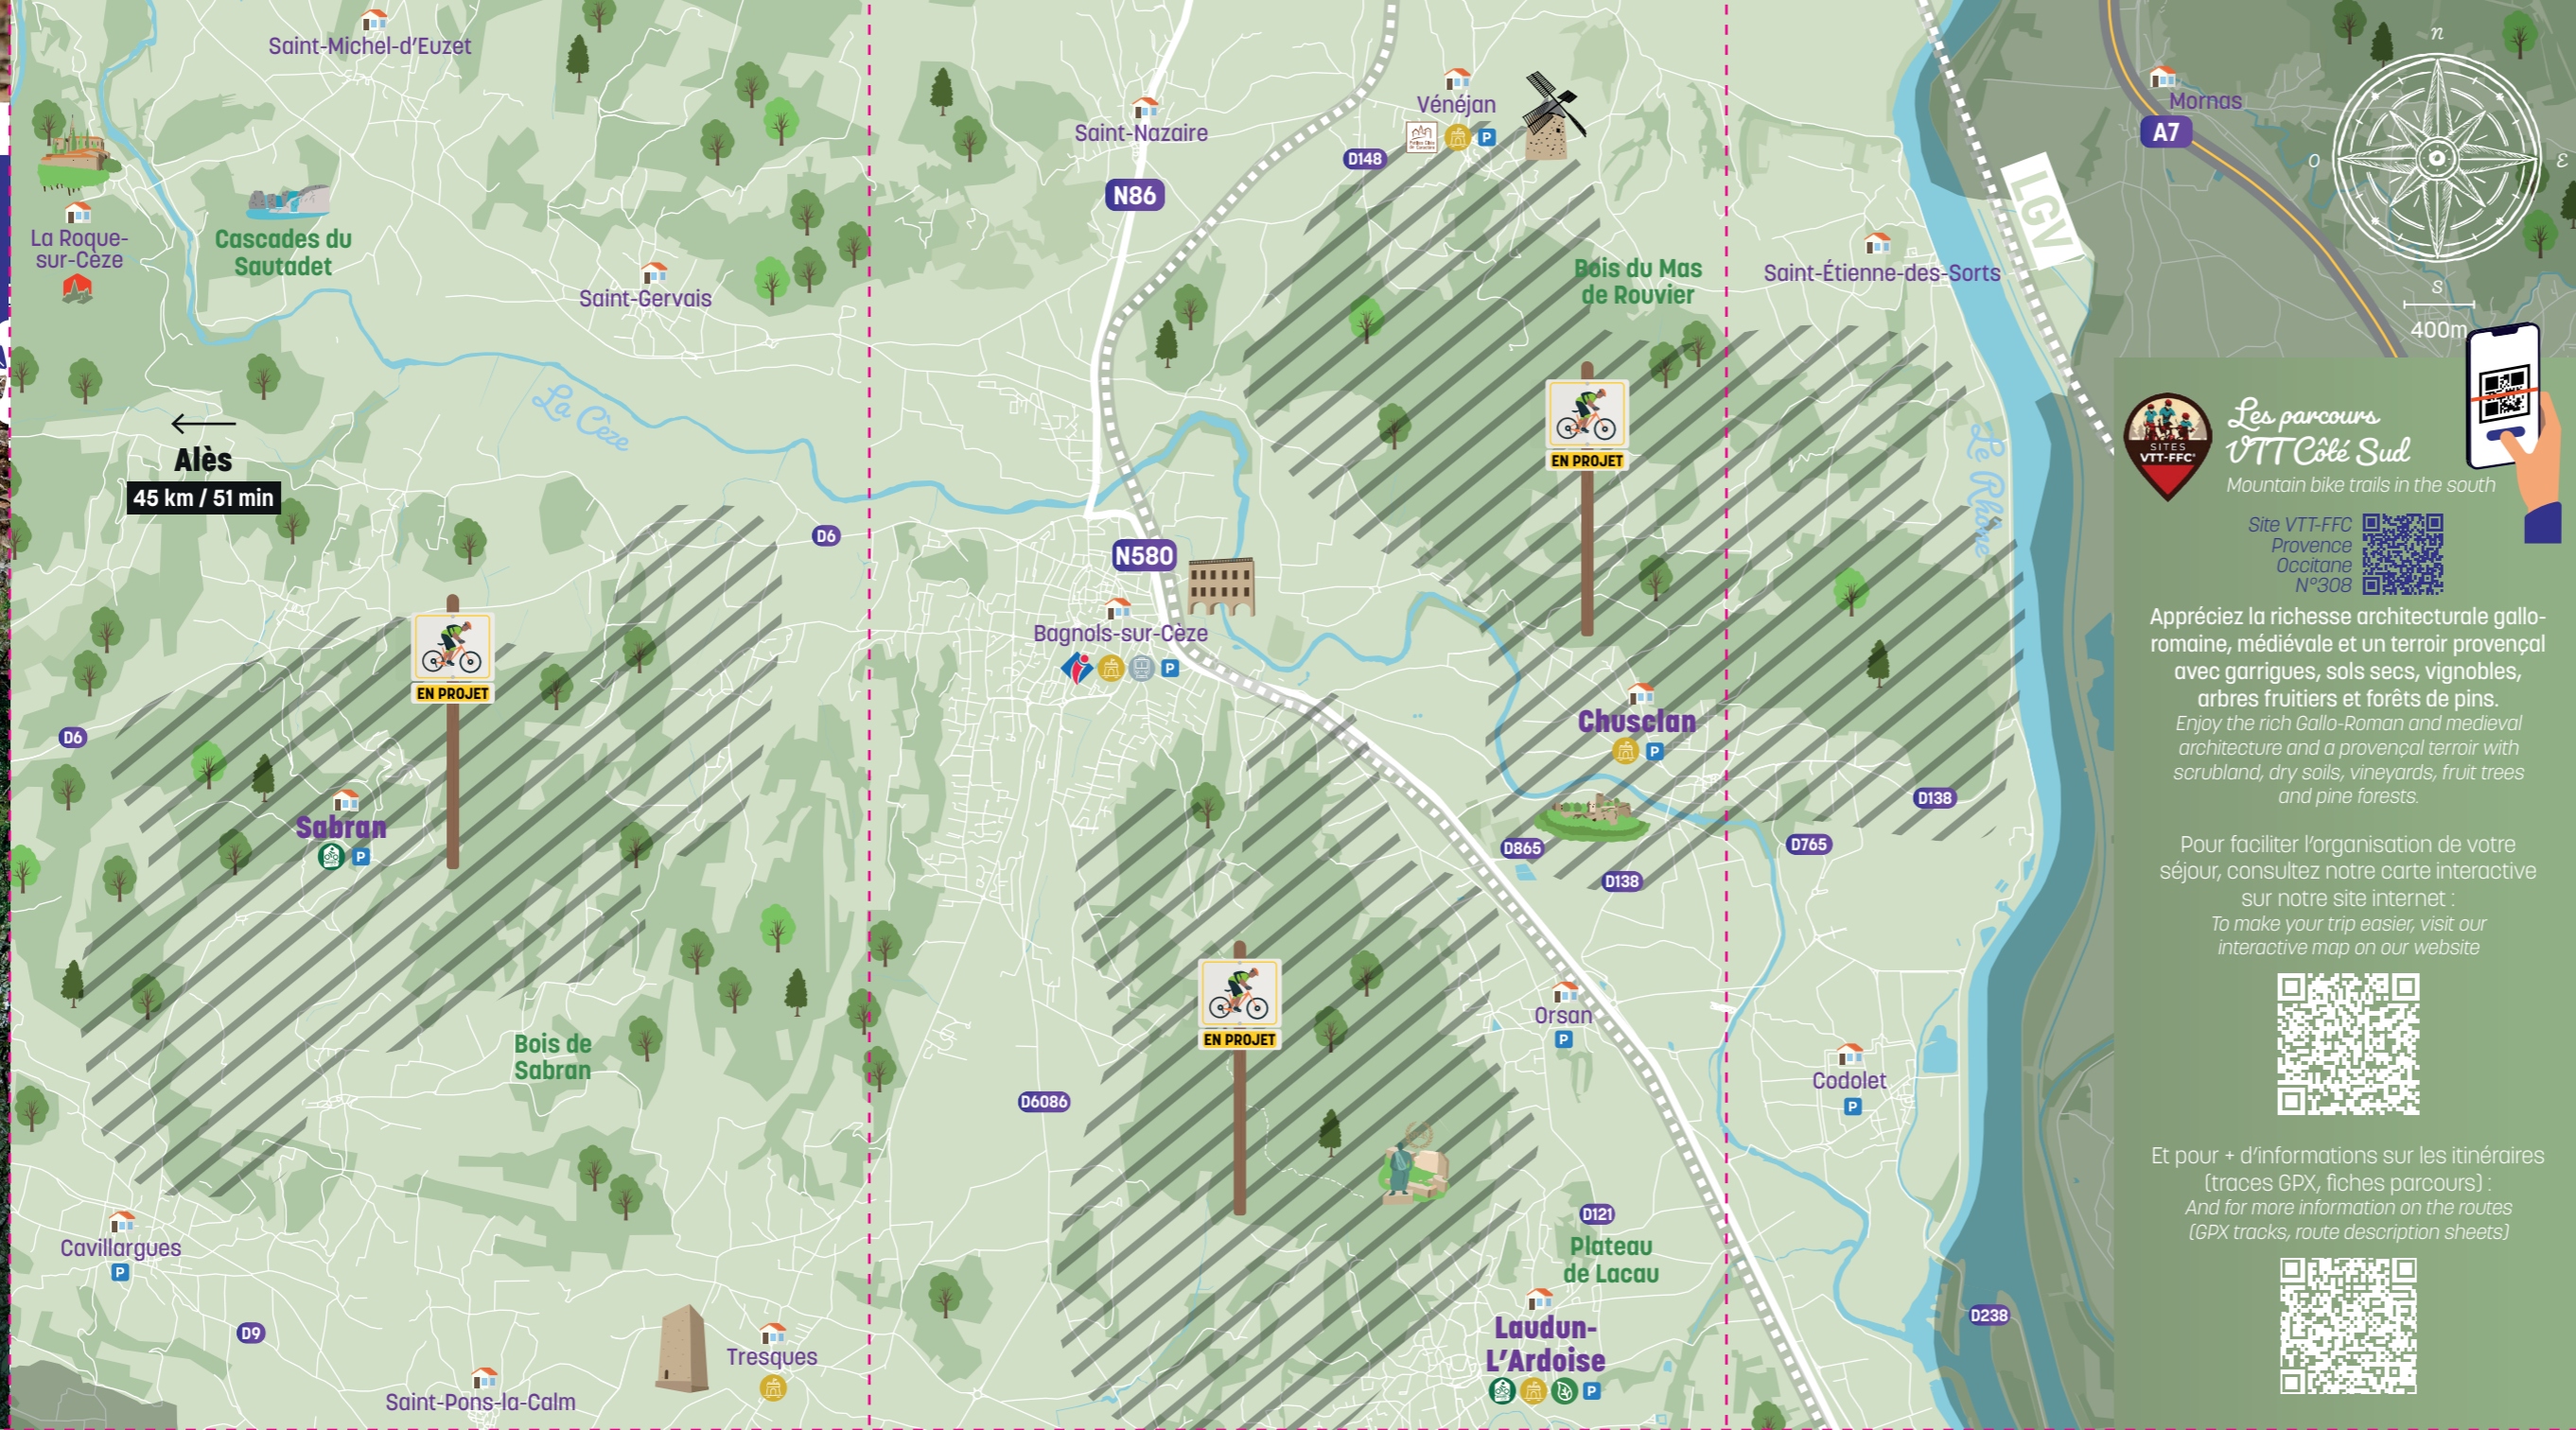 Saint-Michel-d'Euzet
La Roque-
sur-Cèze
Cascades du
Sautadet
Saint-Gervais
Saint-Nazaire
N86
Vénéjan
D148
Bois du Mas
de Rouvier
Saint-Étienne-des-Sorts
LGV
Mornas
A7
n
O
E
S
400m
La Cèze
Alès
45 km / 51 min
D6
EN PROJET
D6
Sabran
P
Bois de
Sabran
Cavillargues
P
D9
Saint-Pons-la-Calm
Tresques
N580
Bagnols-sur-Cèze
P
P
EN PROJET
Le Rhône
Chusclan
P
D138
D865
D765
D138
EN PROJET
Orsan
P
Codolet
P
D6086
D121
Plateau
de Lacau
Laudun-
L'Ardoise
P
D238
SITES
VTT-FFC
Les parcours
VTT Côté Sud
Mountain bike trails in the south
Site VTT-FFC
Provence
Occitane
N°308
Appréciez la richesse architecturale gallo-
romaine, médiévale et un terroir provençal
avec garrigues, sols secs, vignobles,
arbres fruitiers et forêts de pins.
Enjoy the rich Gallo-Roman and medieval
architecture and a provençal terroir with
scrubland, dry soils, vineyards, fruit trees
and pine forests.
Pour faciliter l'organisation de votre
séjour, consultez notre carte interactive
sur notre site internet :
To make your trip easier, visit our
interactive map on our website
Et pour + d'informations sur les itinéraires
(traces GPX, fiches parcours) :
And for more information on the routes
(GPX tracks, route description sheets)